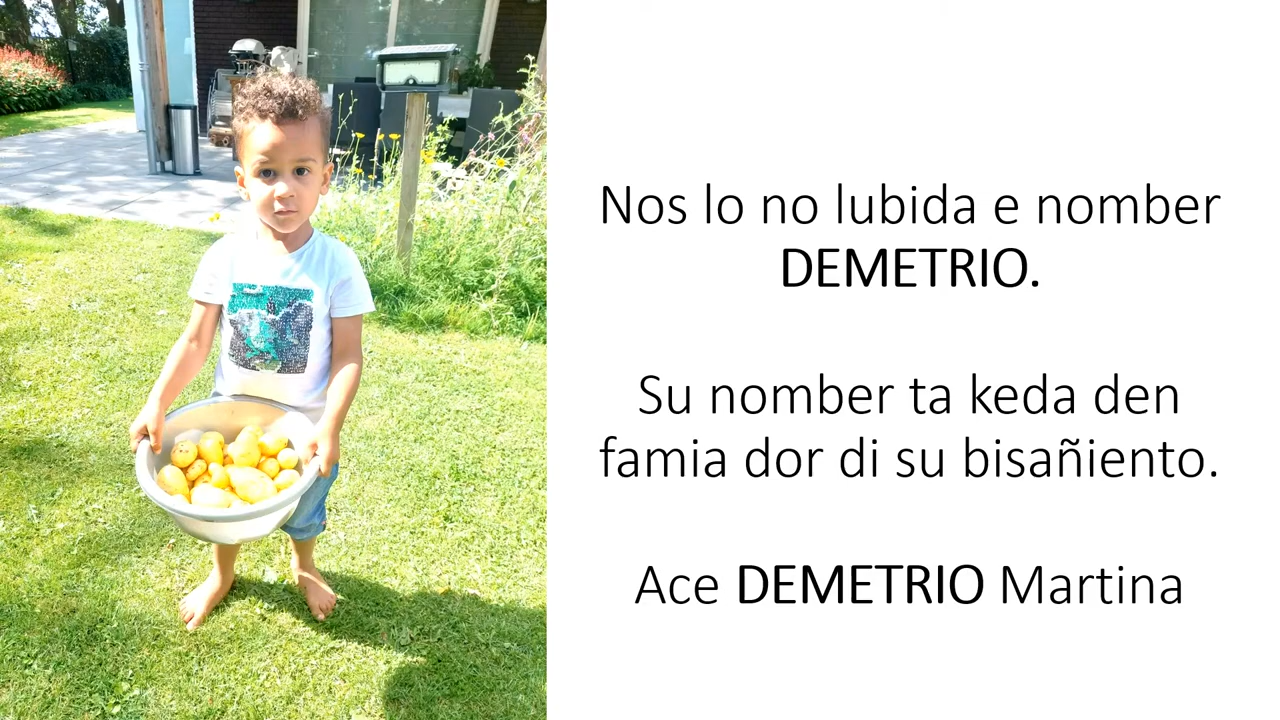 Nos lo no lubida e nomber
DEMETRIO.
Su nomber ta keda den
famia dor di su bisañiento.
Ace DEMETRIO Martina